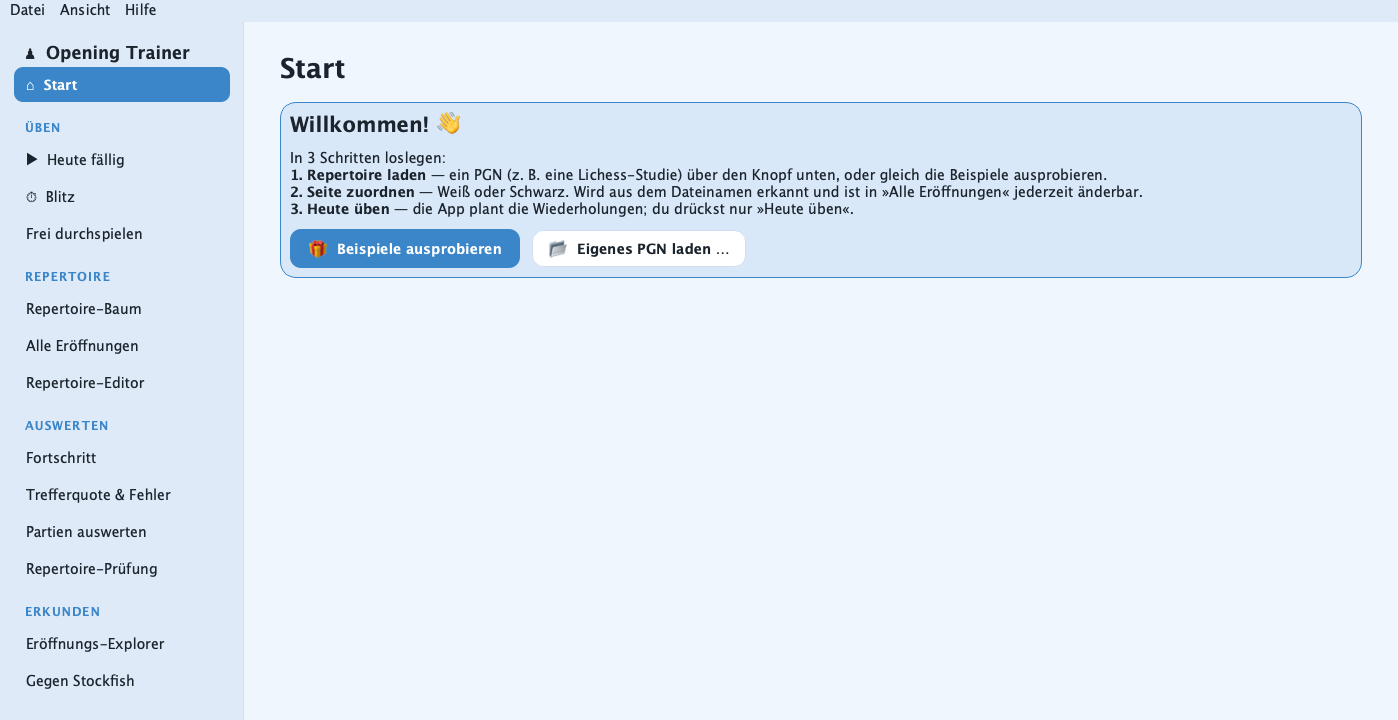 Datei Ansicht Hilfe
♟ Opening Trainer
⌂ Start
ÜBEN
▶ Heute fällig
⏱ Blitz
Frei durchspielen
REPERTOIRE
Repertoire-Baum
Alle Eröffnungen
Repertoire-Editor
AUSWERTEN
Fortschritt
Trefferquote & Fehler
Partien auswerten
Repertoire-Prüfung
ERKUNDEN
Eröffnungs-Explorer
Gegen Stockfish
Start
Willkommen! 👋
In 3 Schritten loslegen:
1. Repertoire laden — ein PGN (z. B. eine Lichess-Studie) über den Knopf unten, oder gleich die Beispiele ausprobieren.
2. Seite zuordnen — Weiß oder Schwarz. Wird aus dem Dateinamen erkannt und ist in »Alle Eröffnungen« jederzeit änderbar.
3. Heute üben — die App plant die Wiederholungen; du drückst nur »Heute üben«.
🎁 Beispiele ausprobieren
📂 Eigenes PGN laden …